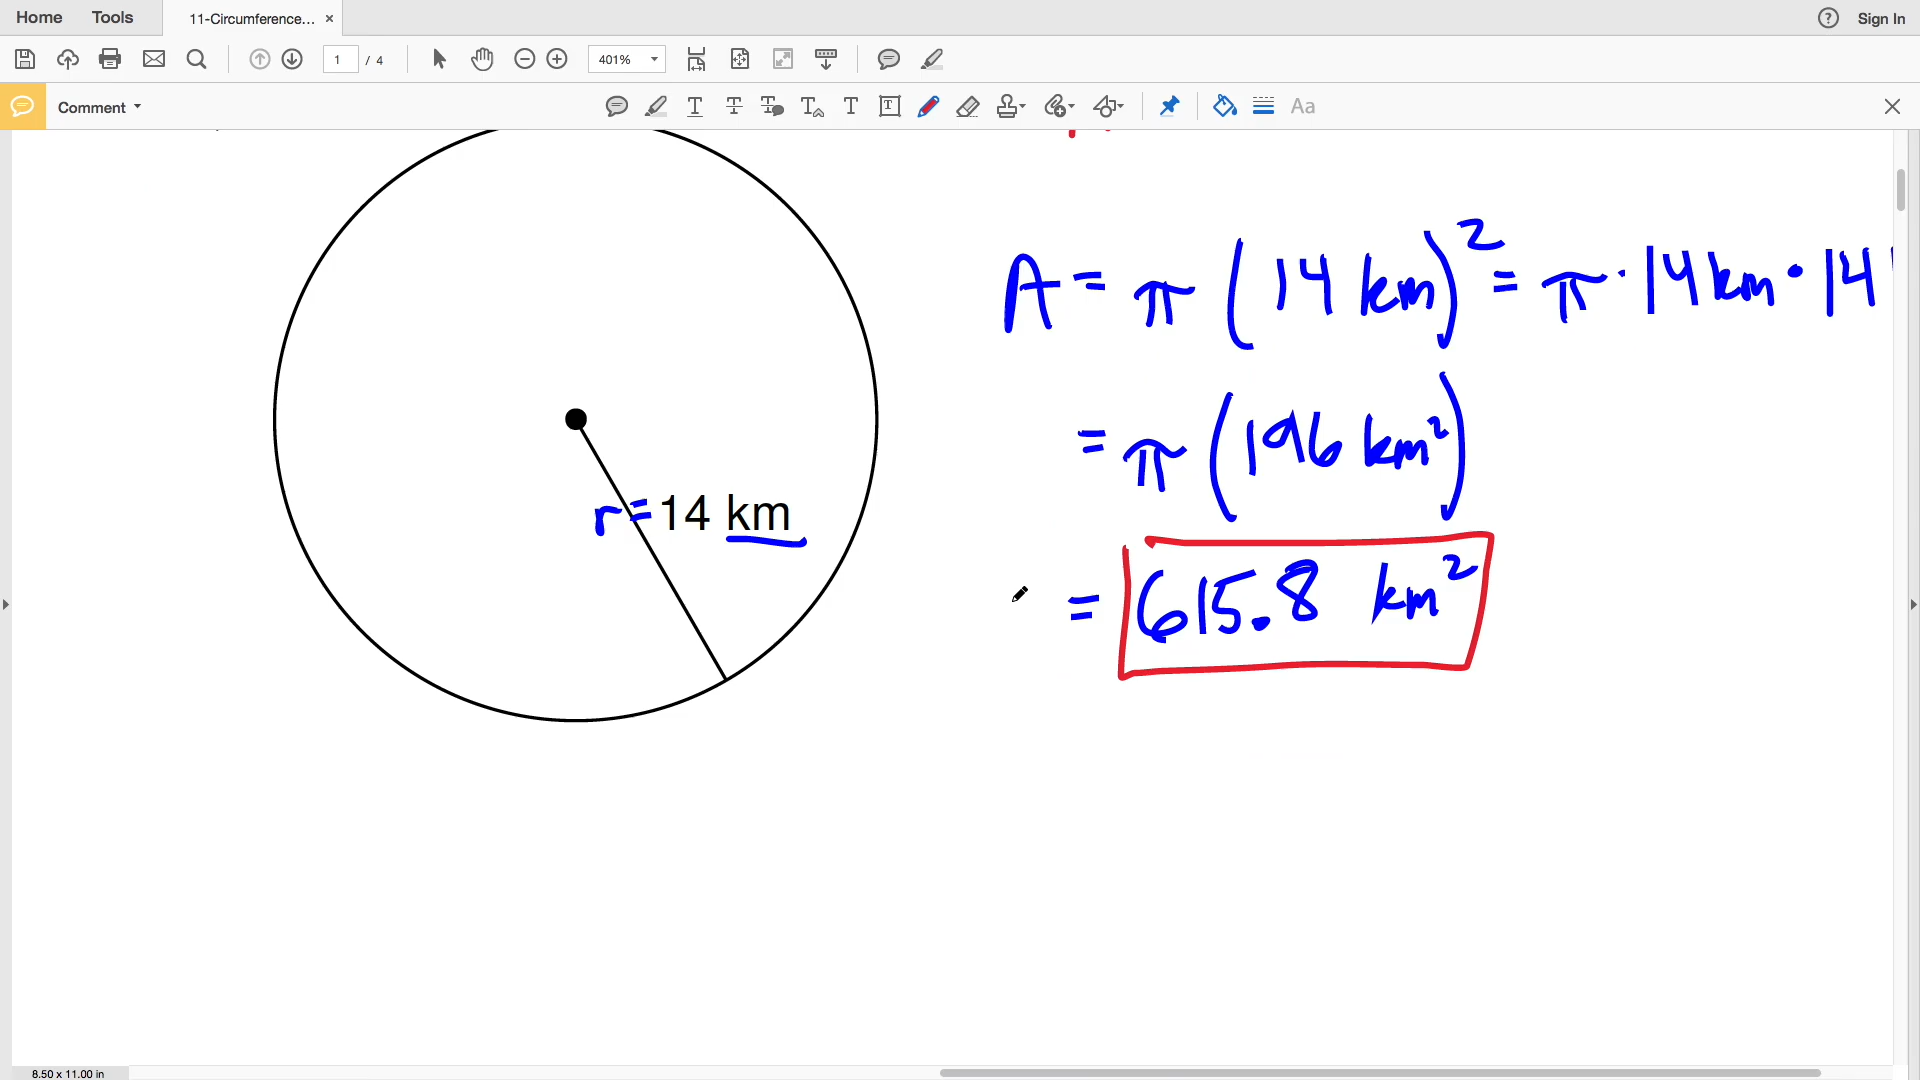 Home Tools 11-Circumference... × ? Sign In
1 / 4 401%
Comment T T T T T T Aa
A = π (14 km)² = π · 14 km · 14
= π (196 km²)
r = 14 km
= 615.8 km²
8.50 x 11.00 in